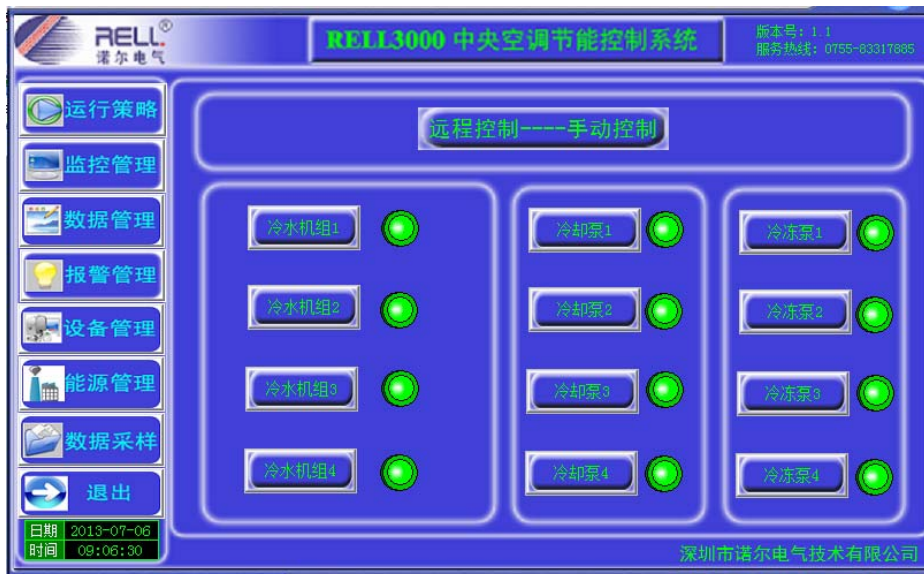 RELL®
诺尔电气
RELL3000 中央空调节能控制系统
版本号：1.1
服务热线：0755-83317885
运行策略
监控管理
数据管理
报警管理
设备管理
能源管理
数据采样
退出
日期 2013-07-06
时间 09:06:30
远程控制----手动控制
冷水机组1
冷却泵1
冷冻泵1
冷水机组2
冷却泵2
冷冻泵2
冷水机组3
冷却泵3
冷冻泵3
冷水机组4
冷却泵4
冷冻泵4
深圳市诺尔电气技术有限公司